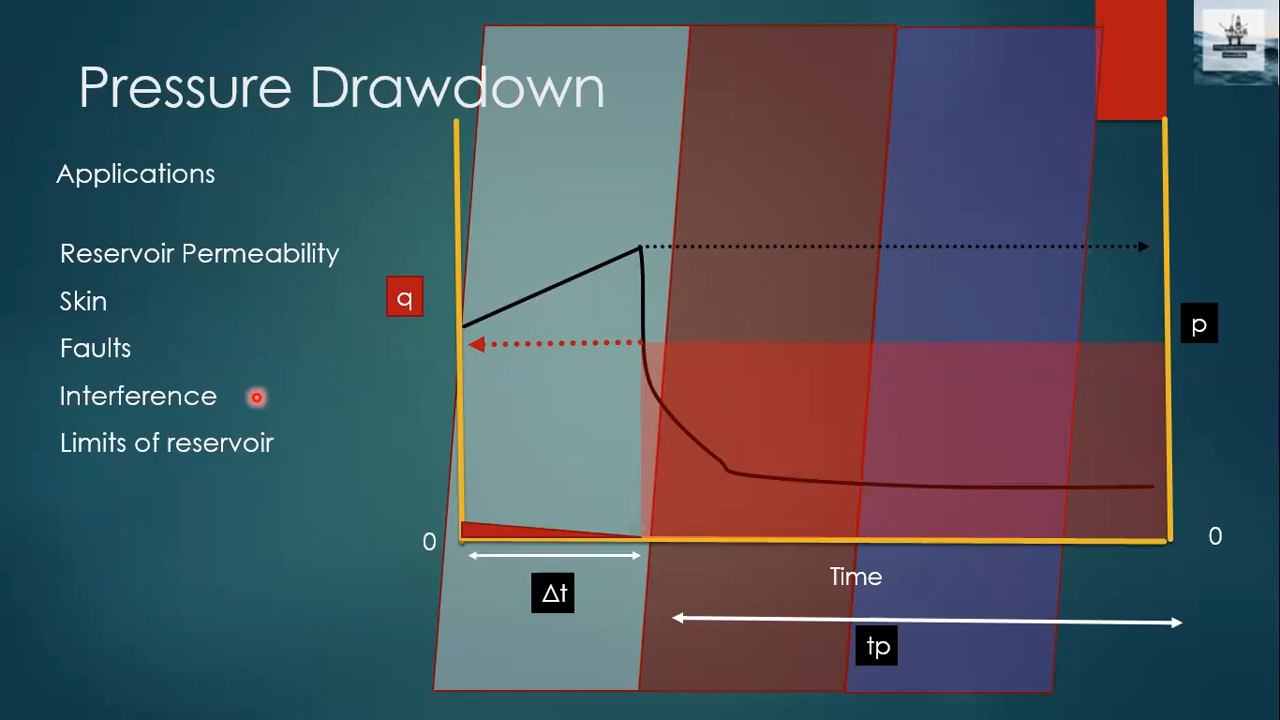 Pressure Drawdown
Applications
Reservoir Permeability
Skin
Faults
Interference
Limits of reservoir
q
p
0
0
Time
Δt
tp